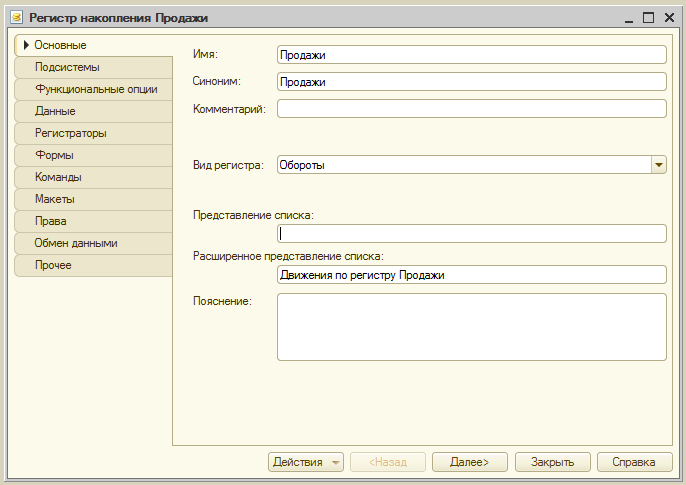 Регистр накопления Продажи
Основные
Подсистемы
Функциональные опции
Данные
Регистраторы
Формы
Команды
Макеты
Права
Обмен данными
Прочее
Имя: Продажи
Синоним: Продажи
Комментарий:
Вид регистра: Обороты
Представление списка:
Расширенное представление списка:
Движения по регистру Продажи
Пояснение:
Действия <Назад Далее> Закрыть Справка